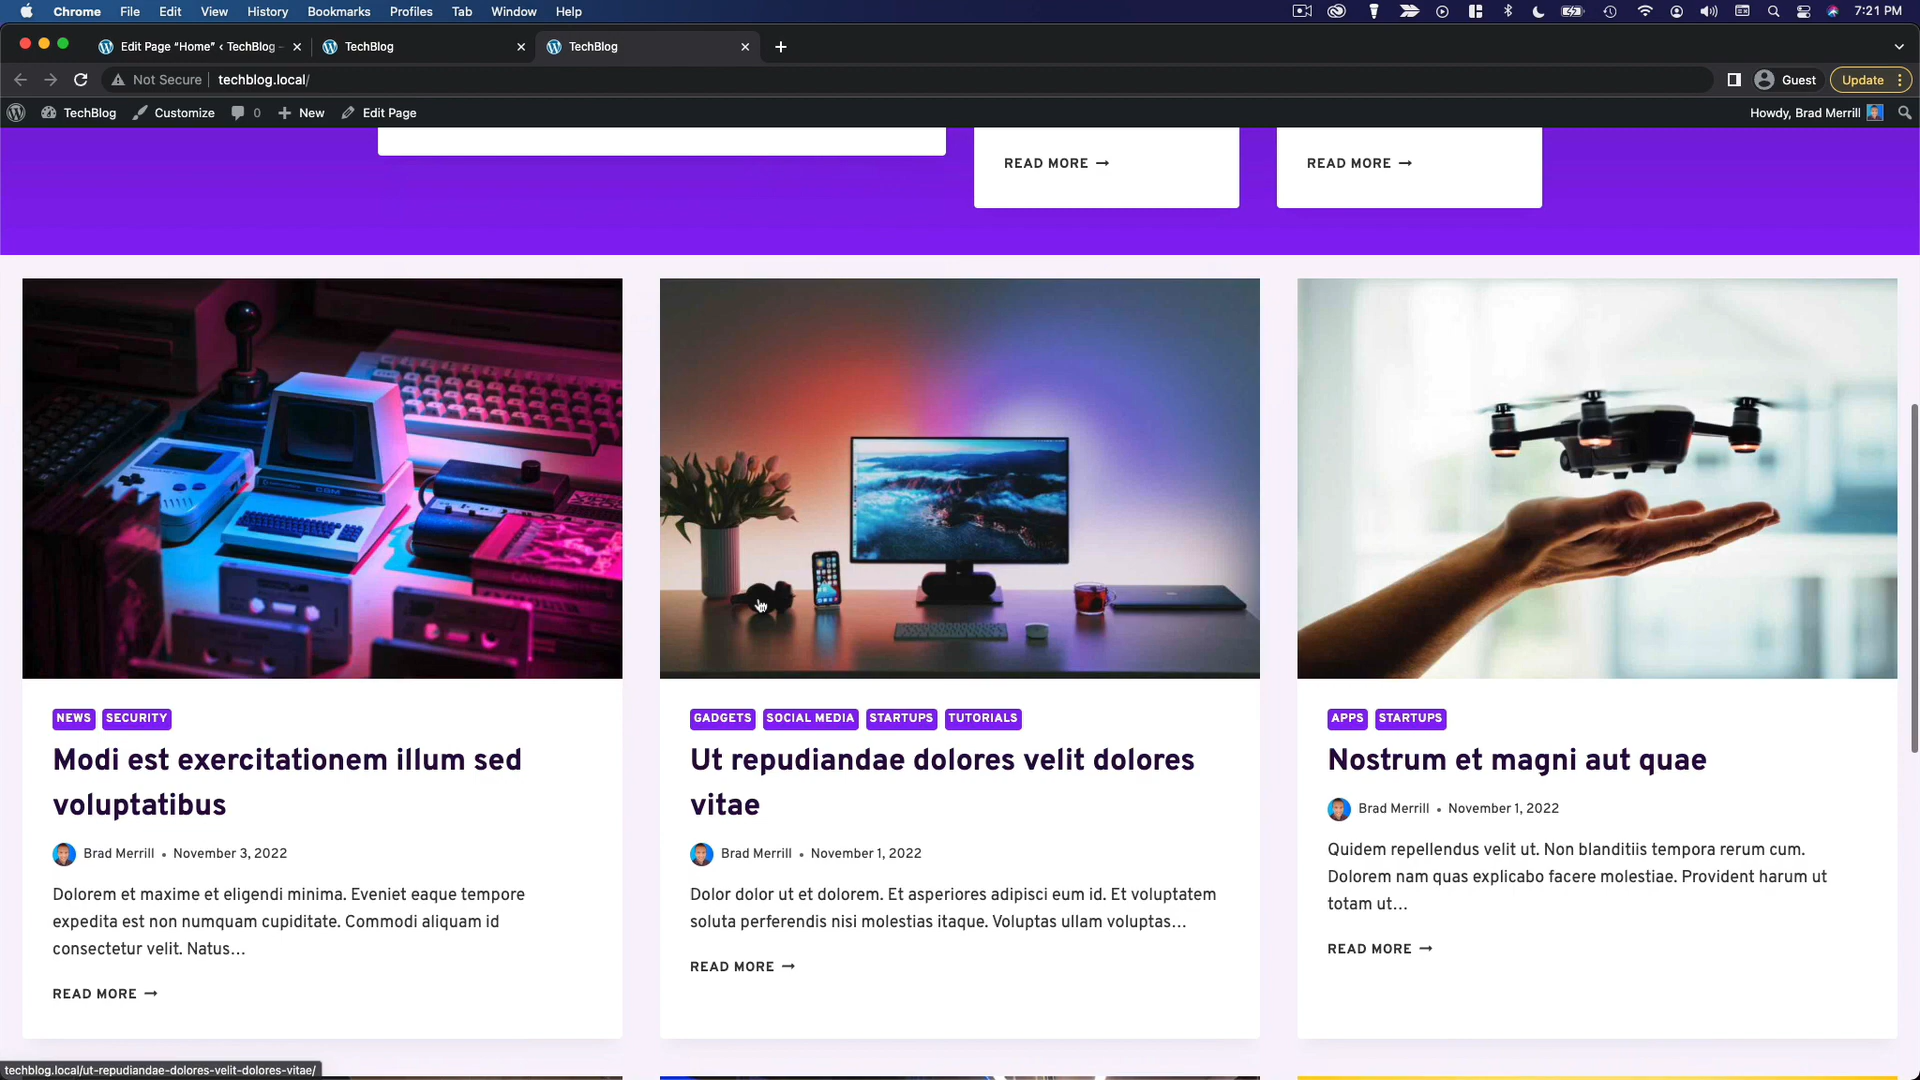 Chrome File Edit View History Bookmarks Profiles Tab Window Help 7:21 PM
Edit Page “Home” ‹ TechBlog - TechBlog TechBlog
Not Secure techblog.local/ Guest Update
TechBlog Customize 0 New Edit Page Howdy, Brad Merrill
READ MORE → READ MORE →
NEWS SECURITY
Modi est exercitationem illum sed
voluptatibus
Brad Merrill • November 3, 2022
Dolorem et maxime et eligendi minima. Eveniet eaque tempore
expedita est non numquam cupiditate. Commodi aliquam id
consectetur velit. Natus…
READ MORE →
GADGETS SOCIAL MEDIA STARTUPS TUTORIALS
Ut repudiandae dolores velit dolores
vitae
Brad Merrill • November 1, 2022
Dolor dolor ut et dolorem. Et asperiores adipisci eum id. Et voluptatem
soluta perferendis nisi molestias itaque. Voluptas ullam voluptas…
READ MORE →
APPS STARTUPS
Nostrum et magni aut quae
Brad Merrill • November 1, 2022
Quidem repellendus velit ut. Non blanditiis tempora rerum cum.
Dolorem nam quas explicabo facere molestiae. Provident harum ut
totam ut…
READ MORE →
techblog.local/ut-repudiandae-dolores-velit-dolores-vitae/